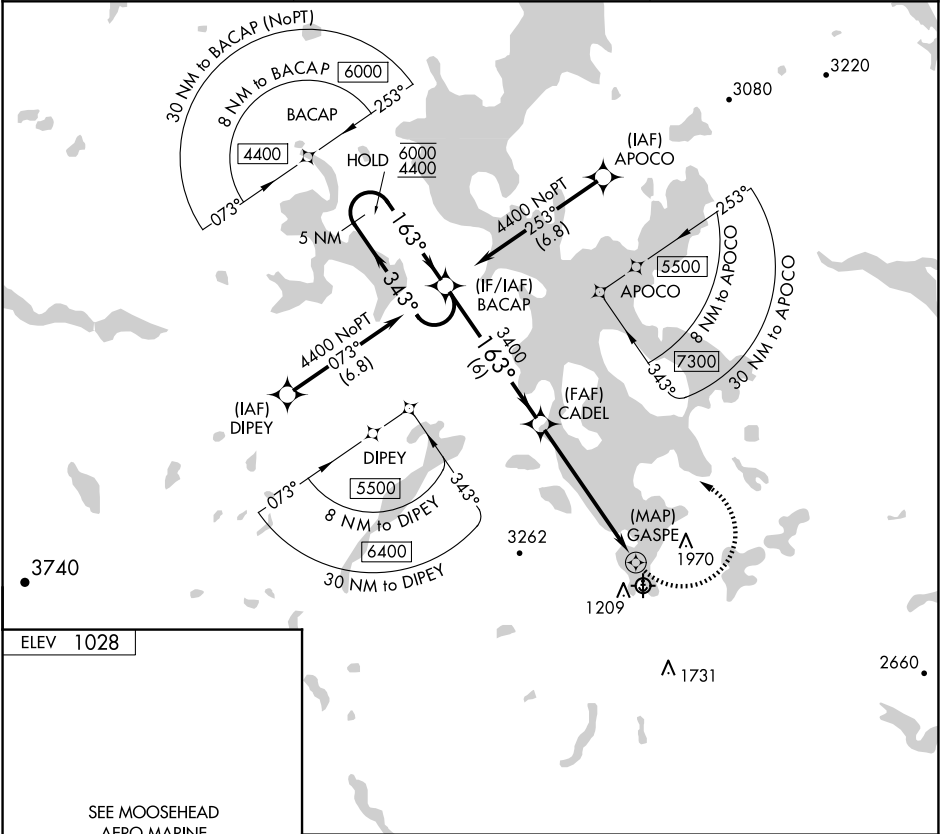 30 NM to BACAP (NoPT)
8 NM to BACAP
6000
BACAP
253°
4400
073°
HOLD
6000
4400
5 NM
163°
343°
3220
3080
(IAF)
APOCO
4400 NoPT
253°
(6.8)
253°
5500
APOCO
8 NM to APOCO
7300
30 NM to APOCO
343°
(IF/IAF)
BACAP
3400
163°
(6)
4400 NoPT
073°
(6.8)
(IAF)
DIPEY
(FAF)
CADEL
DIPEY
073°
5500
343°
8 NM to DIPEY
6400
30 NM to DIPEY
3262
(MAP)
GASPE
1970
1209
3740
1731
2660
ELEV 1028
SEE MOOSEHEAD
AERO MARINE